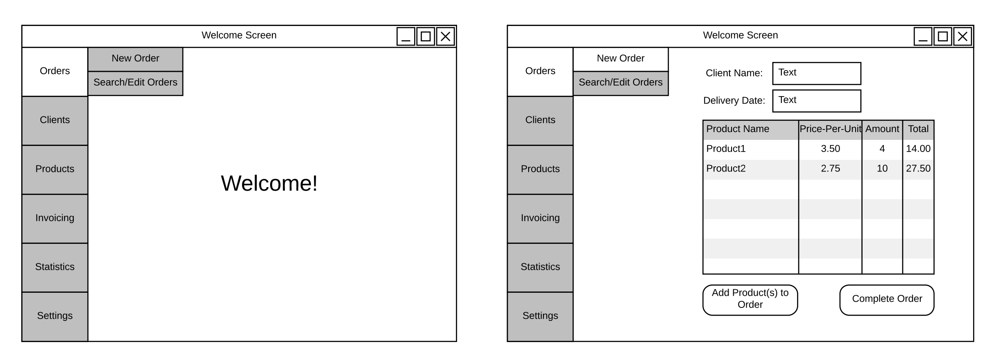 Welcome Screen
Orders
New Order
Search/Edit Orders
Clients
Products
Invoicing
Statistics
Settings
Welcome!
Welcome Screen
Orders
New Order
Search/Edit Orders
Clients
Products
Invoicing
Statistics
Settings
Client Name: Text
Delivery Date: Text
Product Name Price-Per-Unit Amount Total
Product1 3.50 4 14.00
Product2 2.75 10 27.50
Add Product(s) to
Order
Complete Order